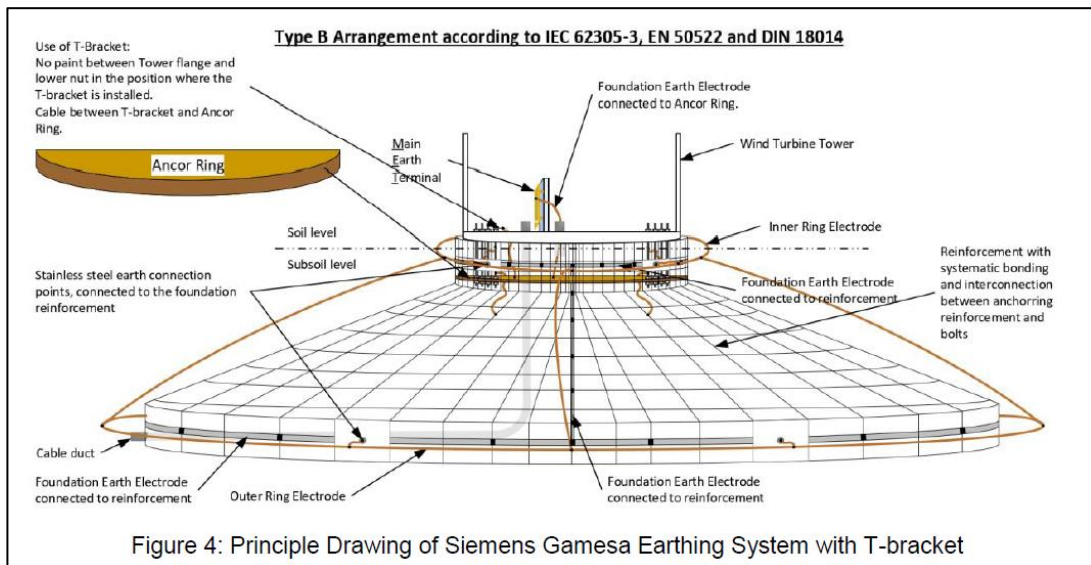 Type B Arrangement according to IEC 62305-3, EN 50522 and DIN 18014
Use of T-Bracket:
No paint between Tower flange and
lower nut in the position where the
T-bracket is installed.
Cable between T-bracket and Ancor
Ring.
Ancor Ring
Main
Earth
Terminal
Foundation Earth Electrode
connected to Ancor Ring.
Wind Turbine Tower
Soil level
Subsoil level
Inner Ring Electrode
Stainless steel earth connection
points, connected to the foundation
reinforcement
Foundation Earth Electrode
connected to reinforcement
Reinforcement with
systematic bonding
and interconnection
between anchorring
reinforcement and
bolts
Cable duct
Foundation Earth Electrode
connected to reinforcement
Outer Ring Electrode
Foundation Earth Electrode
connected to reinforcement
Figure 4: Principle Drawing of Siemens Gamesa Earthing System with T-bracket